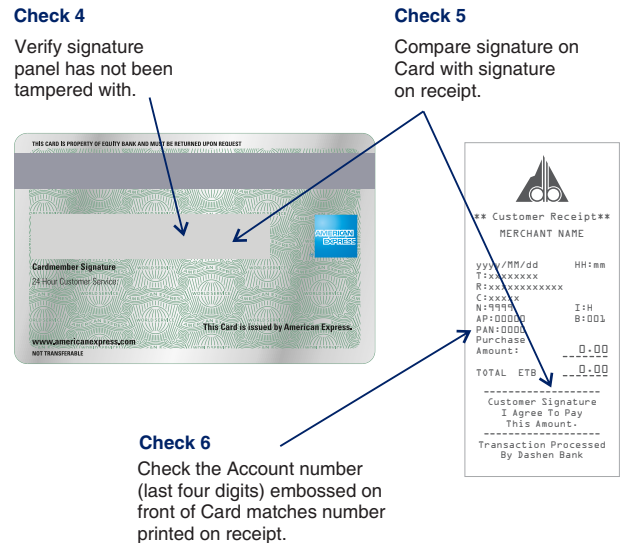 Check 4
Verify signature
panel has not been
tampered with.
Check 5
Compare signature on
Card with signature
on receipt.
THIS CARD IS PROPERTY OF EQUITY BANK AND MUST BE RETURNED UPON REQUEST
AMERICAN
EXPRESS
Cardmember Signature
24 Hour Customer Service:
This Card is issued by American Express.
www.americanexpress.com
NOT TRANSFERABLE
db
** Customer Receipt**
MERCHANT NAME
yyyy/MM/dd HH:mm
T:xxxxxxxx
R:xxxxxxxxxxxx
C:xxxxx
N:9999 I:H
AP:00000 B:001
PAN:0000
Purchase
Amount: 0.00
TOTAL ETB 0.00
Customer Signature
I Agree To Pay
This Amount.
Transaction Processed
By Dashen Bank
Check 6
Check the Account number
(last four digits) embossed on
front of Card matches number
printed on receipt.